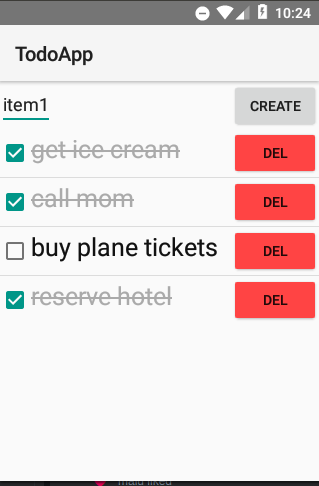 10:24
TodoApp
item1 CREATE
get ice cream DEL
call mom DEL
buy plane tickets DEL
reserve hotel DEL
liked